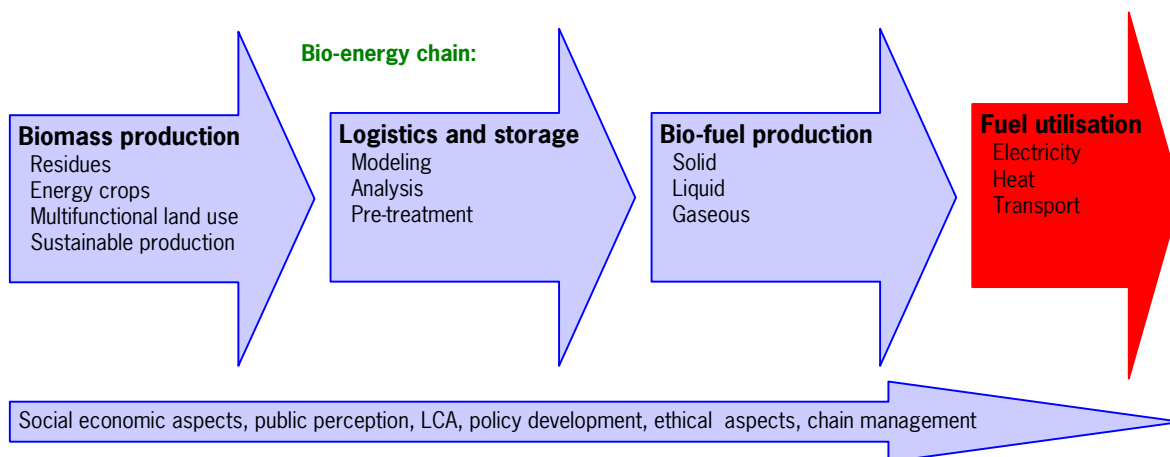 Bio-energy chain:
Biomass production
Residues
Energy crops
Multifunctional land use
Sustainable production
Logistics and storage
Modeling
Analysis
Pre-treatment
Bio-fuel production
Solid
Liquid
Gaseous
Fuel utilisation
Electricity
Heat
Transport
Social economic aspects, public perception, LCA, policy development, ethical  aspects, chain management